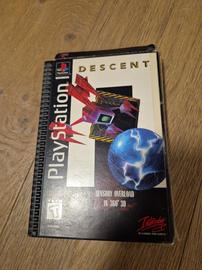 DESCENT
PlayStation
SENSORY OVERLOAD
IN 360° 3D
Interplay